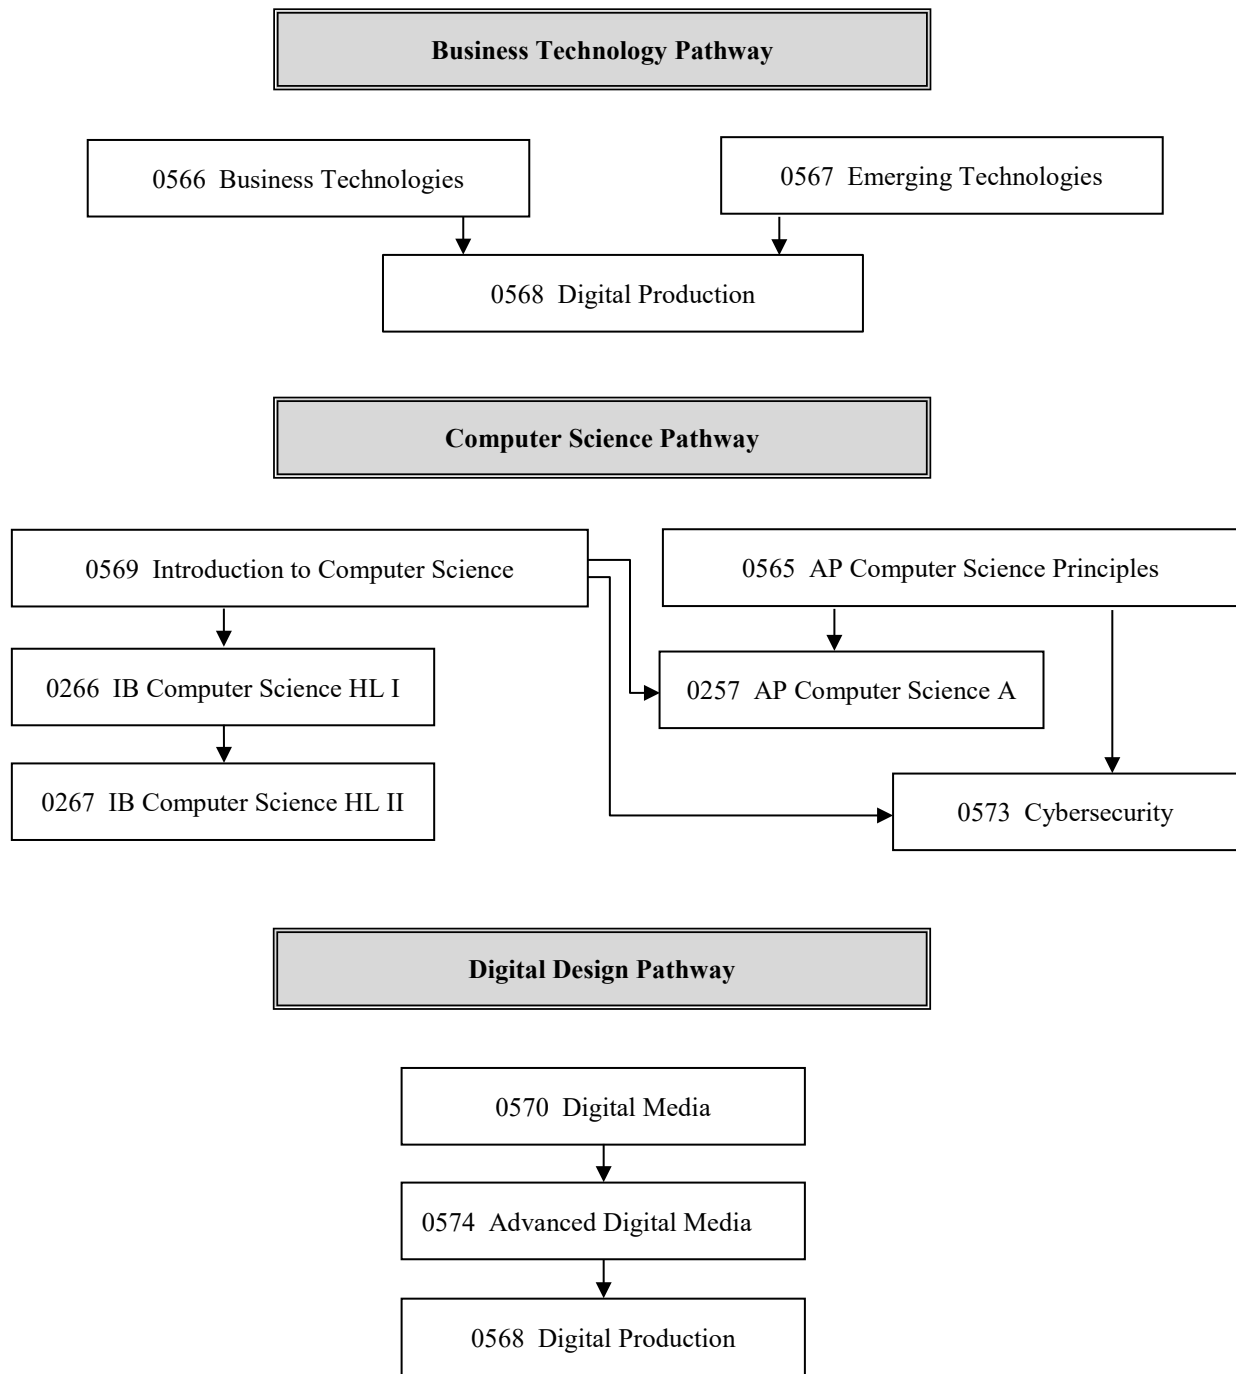 Business Technology Pathway
0566 Business Technologies
0567 Emerging Technologies
0568 Digital Production
Computer Science Pathway
0569 Introduction to Computer Science
0565 AP Computer Science Principles
0266 IB Computer Science HL I
0257 AP Computer Science A
0267 IB Computer Science HL II
0573 Cybersecurity
Digital Design Pathway
0570 Digital Media
0574 Advanced Digital Media
0568 Digital Production